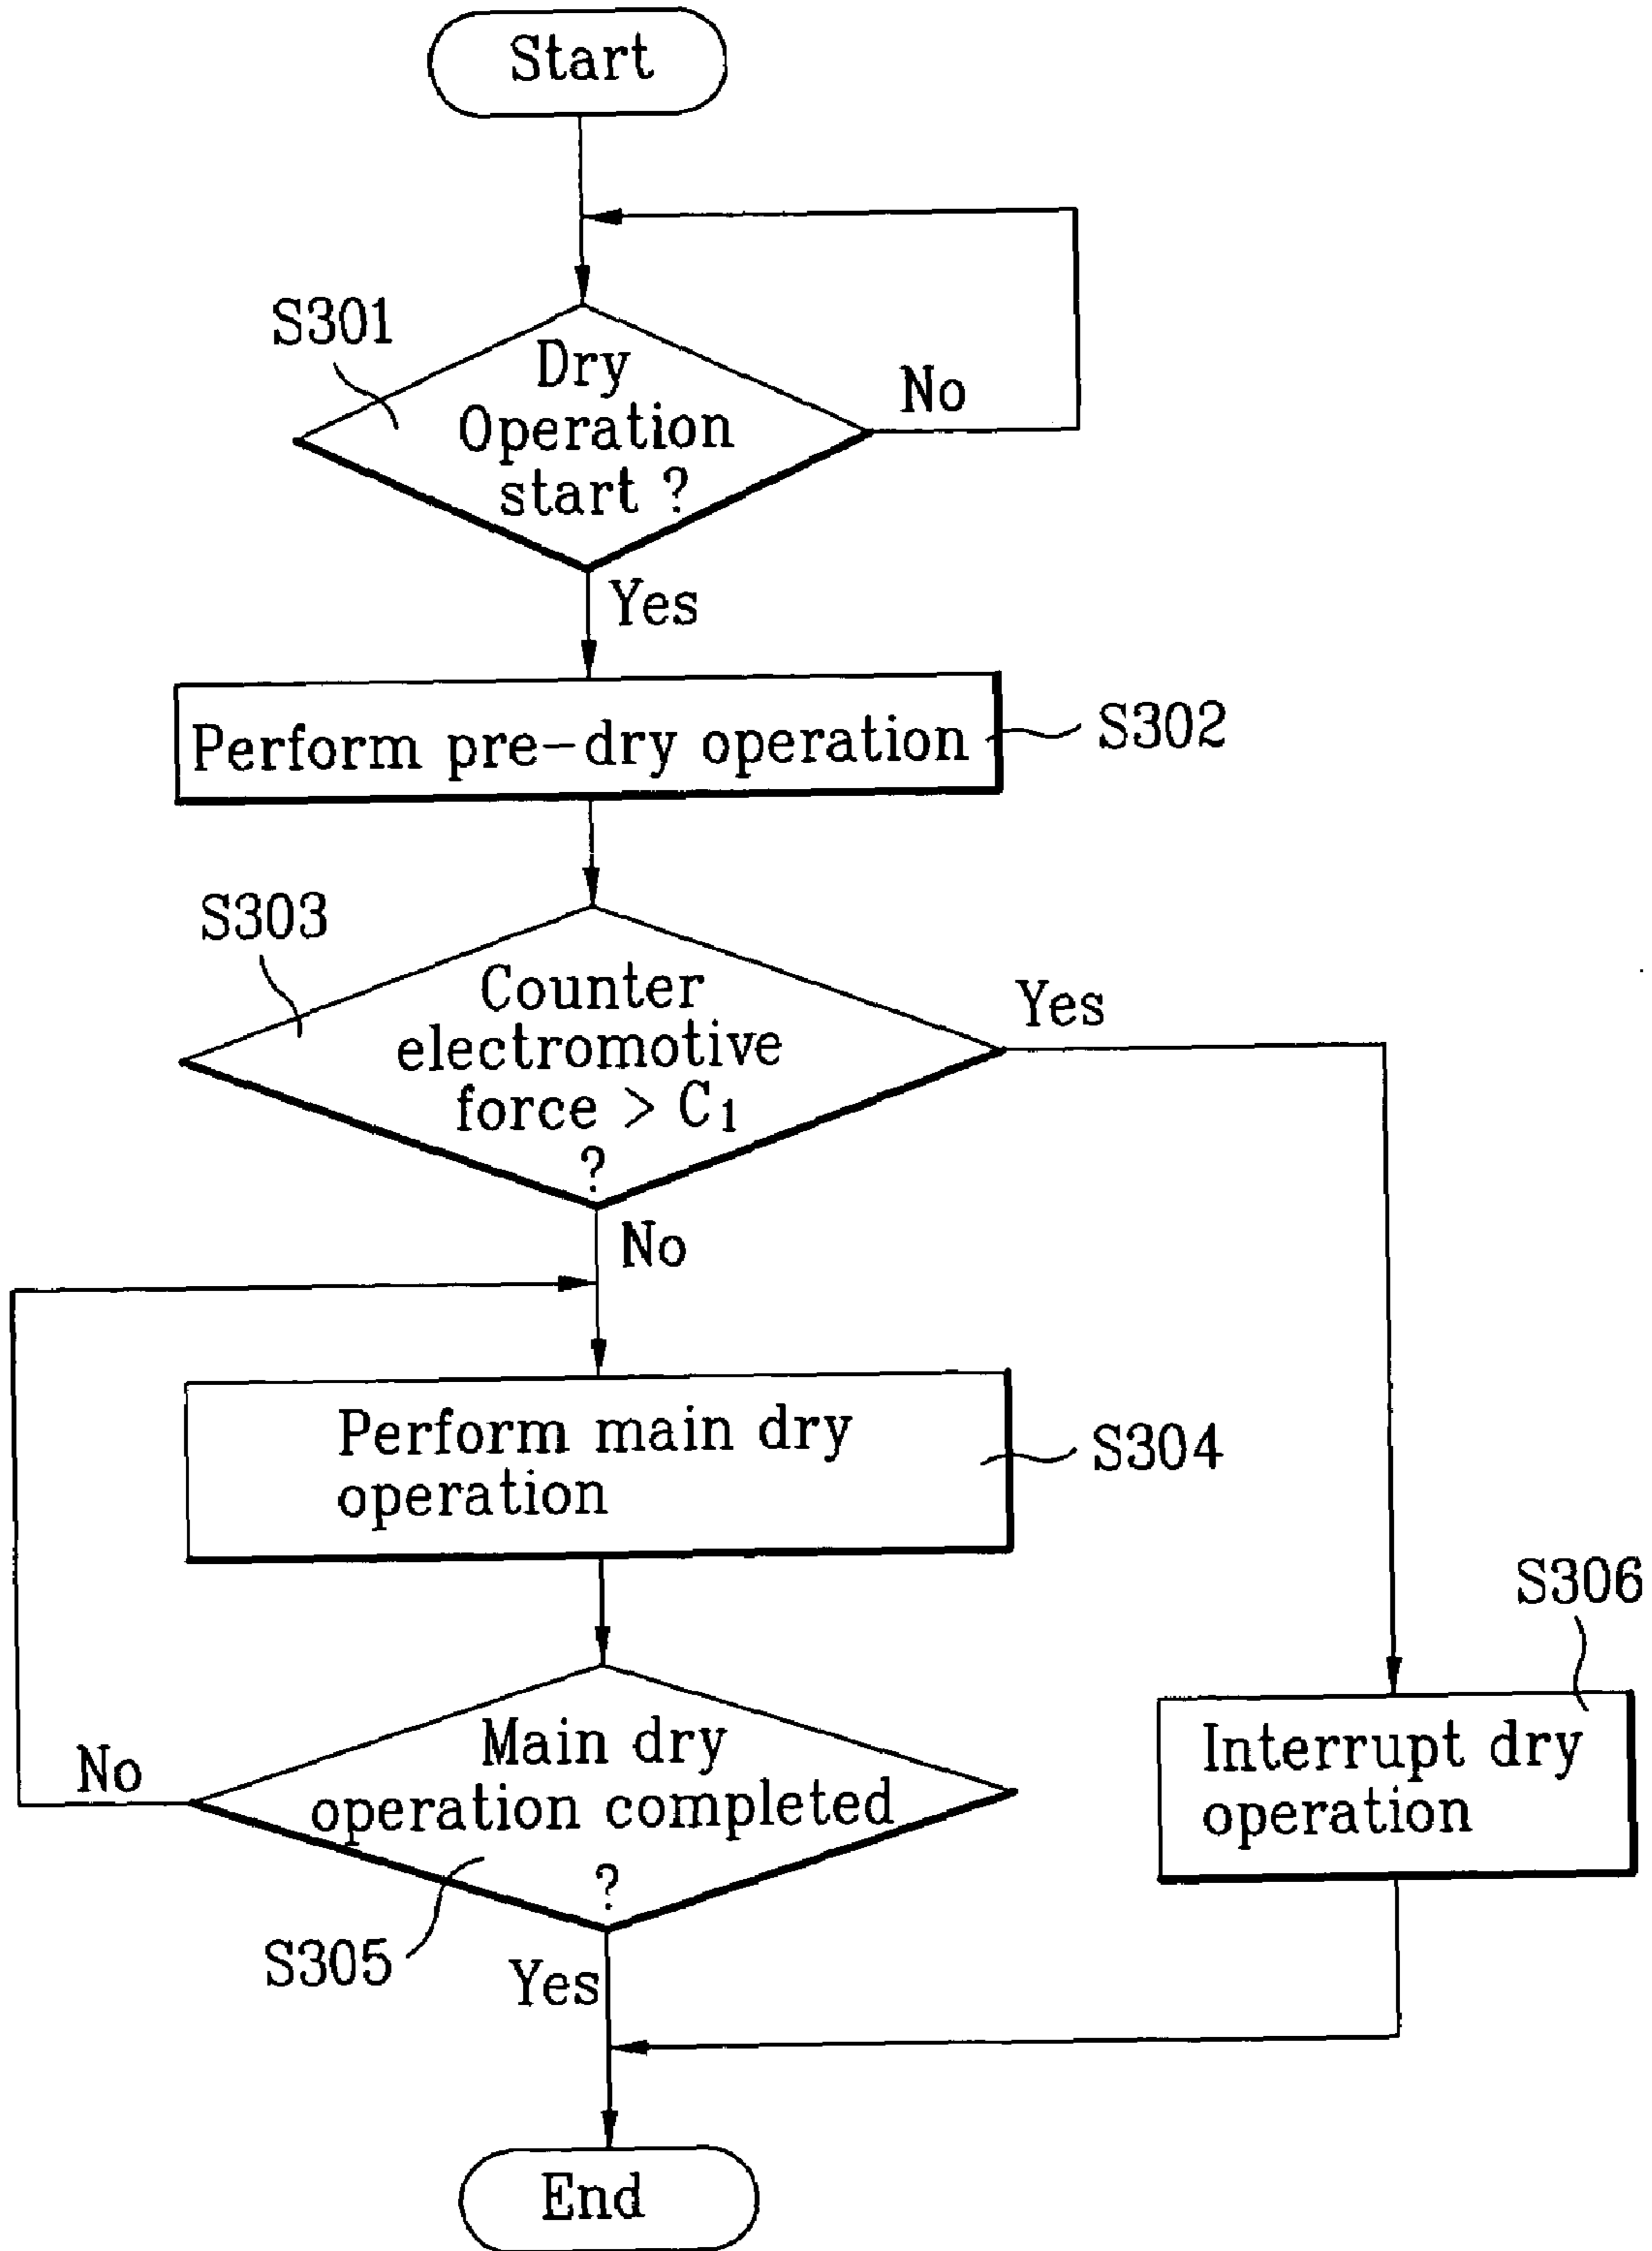 Start
S301
Dry
Operation
start ?
No
Yes
Perform pre-dry operation
S302
S303
Counter
electromotive
force > C1
?
Yes
No
Perform main dry
operation
S304
S306
Main dry
operation completed
?
No
Interrupt dry
operation
S305
Yes
End